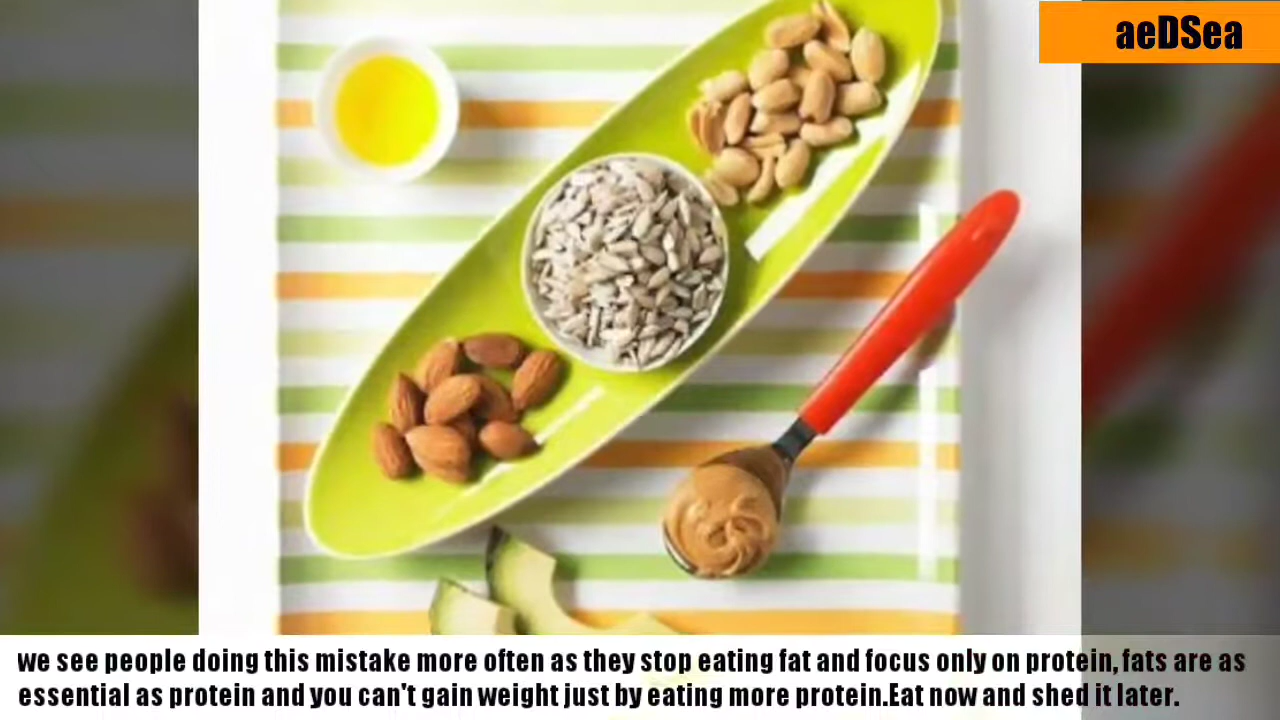 aeDSea
we see people doing this mistake more often as they stop eating fat and focus only on protein, fats are as
essential as protein and you can't gain weight just by eating more protein.Eat now and shed it later.